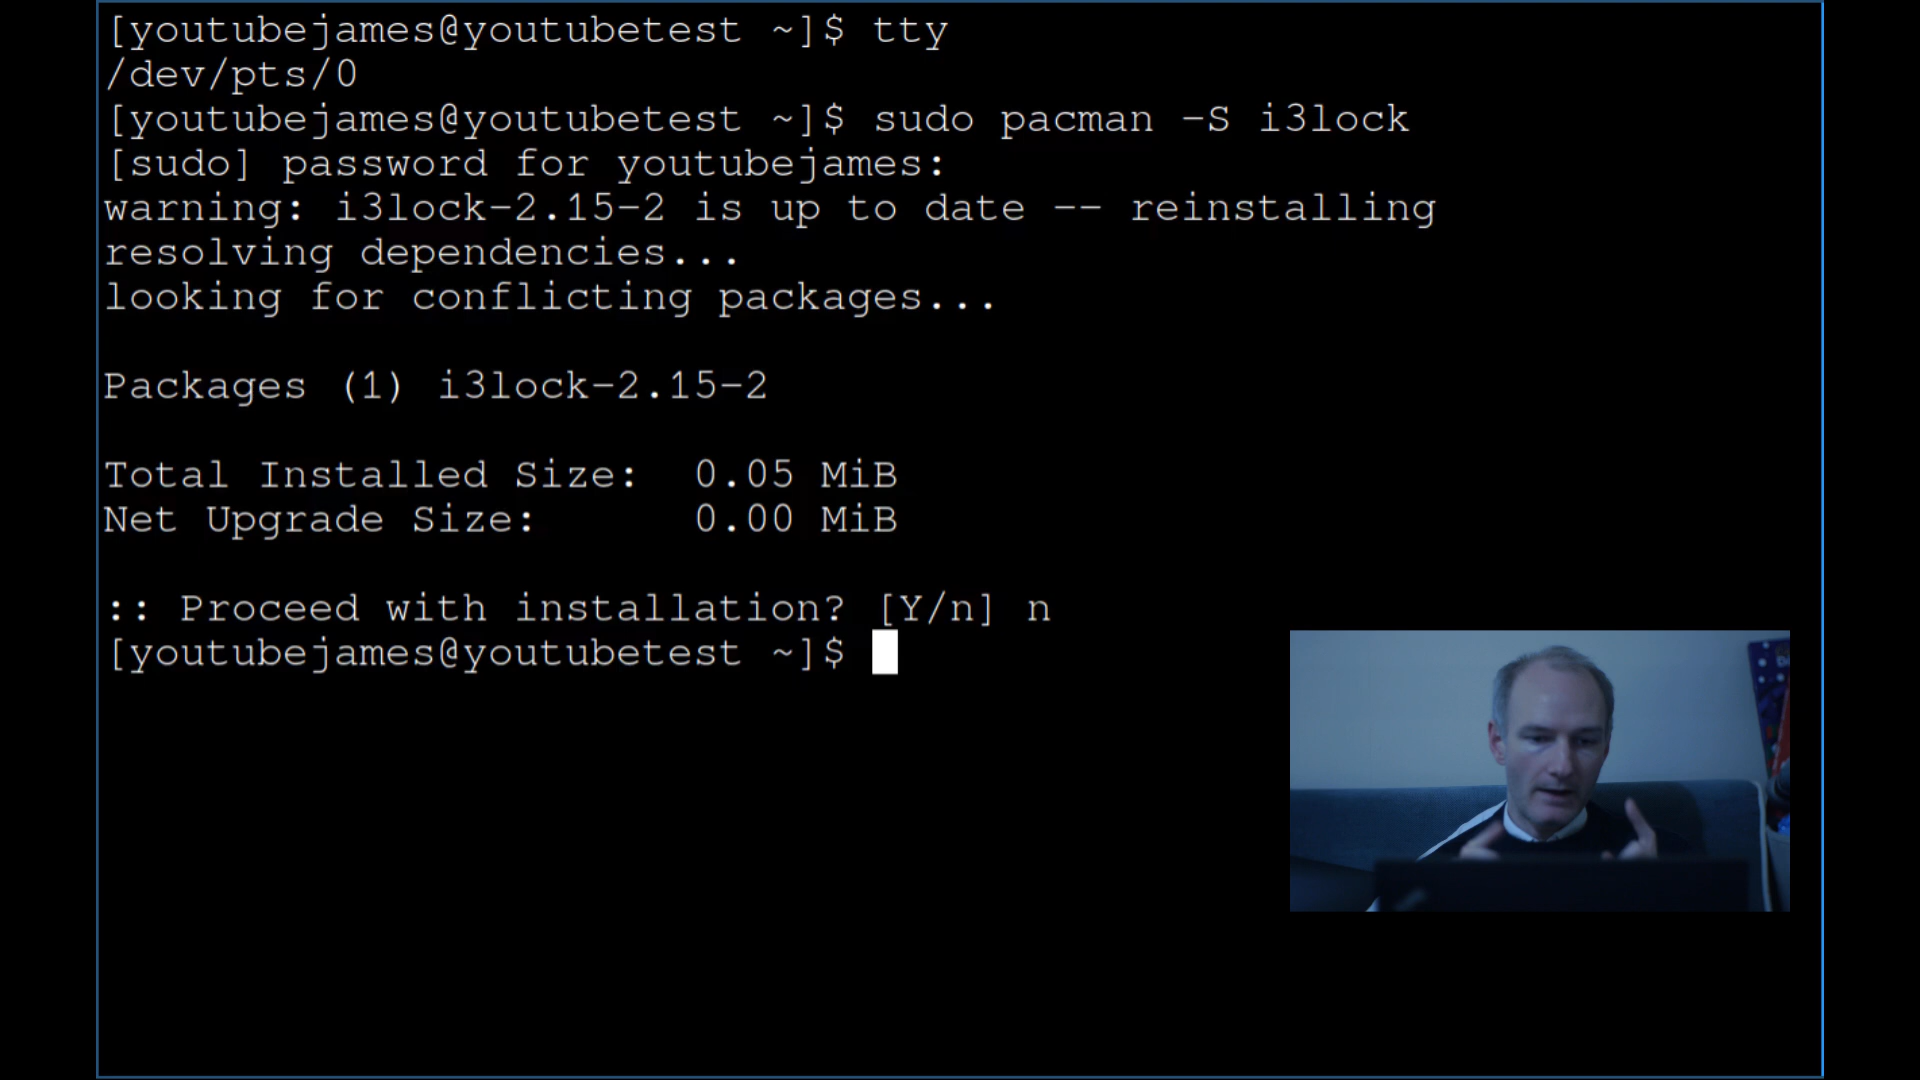 [youtubejames@youtubetest ~]$ tty
/dev/pts/0
[youtubejames@youtubetest ~]$ sudo pacman -S i3lock
[sudo] password for youtubejames:
warning: i3lock-2.15-2 is up to date -- reinstalling
resolving dependencies...
looking for conflicting packages...
Packages (1) i3lock-2.15-2
Total Installed Size:  0.05 MiB
Net Upgrade Size:      0.00 MiB
:: Proceed with installation? [Y/n] n
[youtubejames@youtubetest ~]$